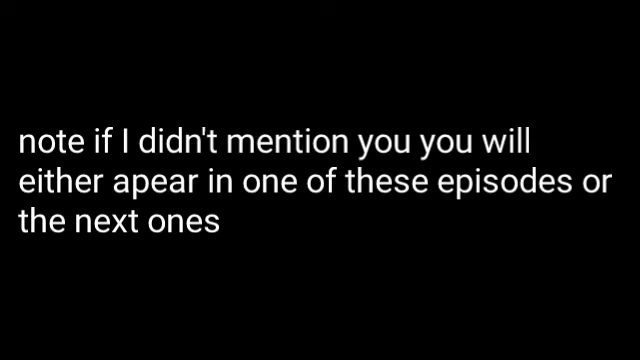 note if I didn't mention you you will
either apear in one of these episodes or
the next ones